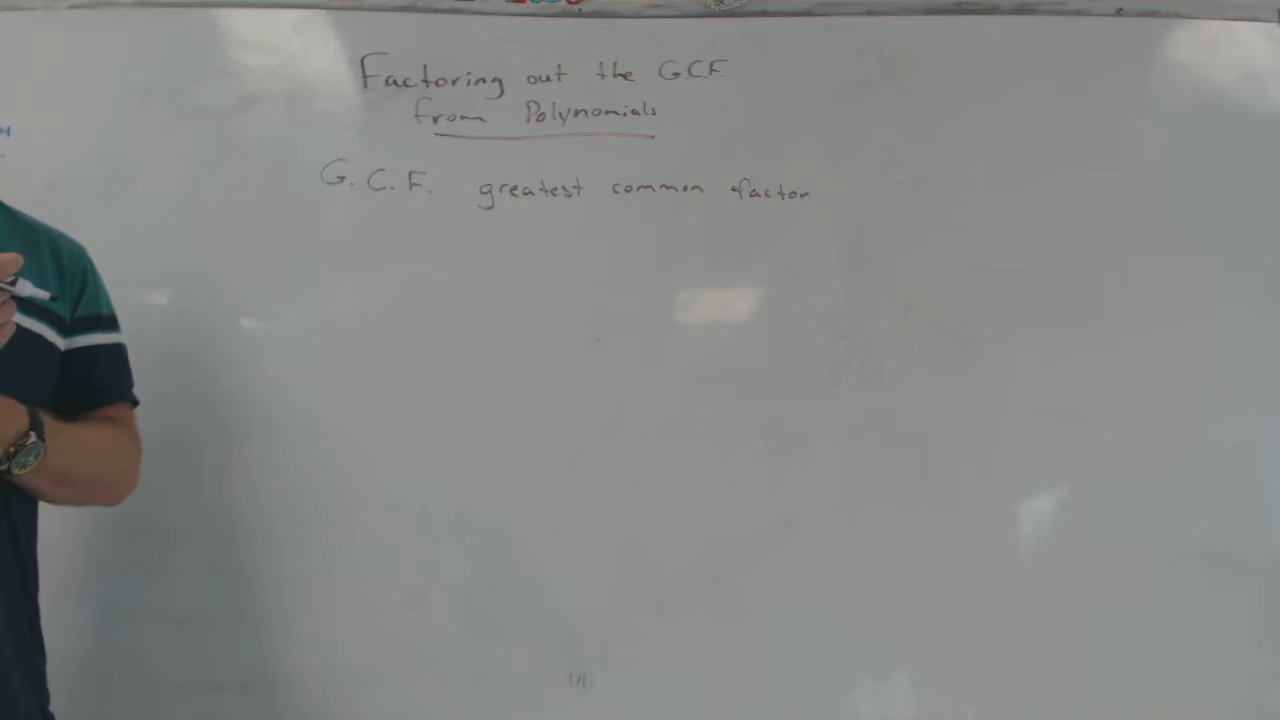 Factoring out the GCF
from Polynomials
G.C.F. greatest common factor